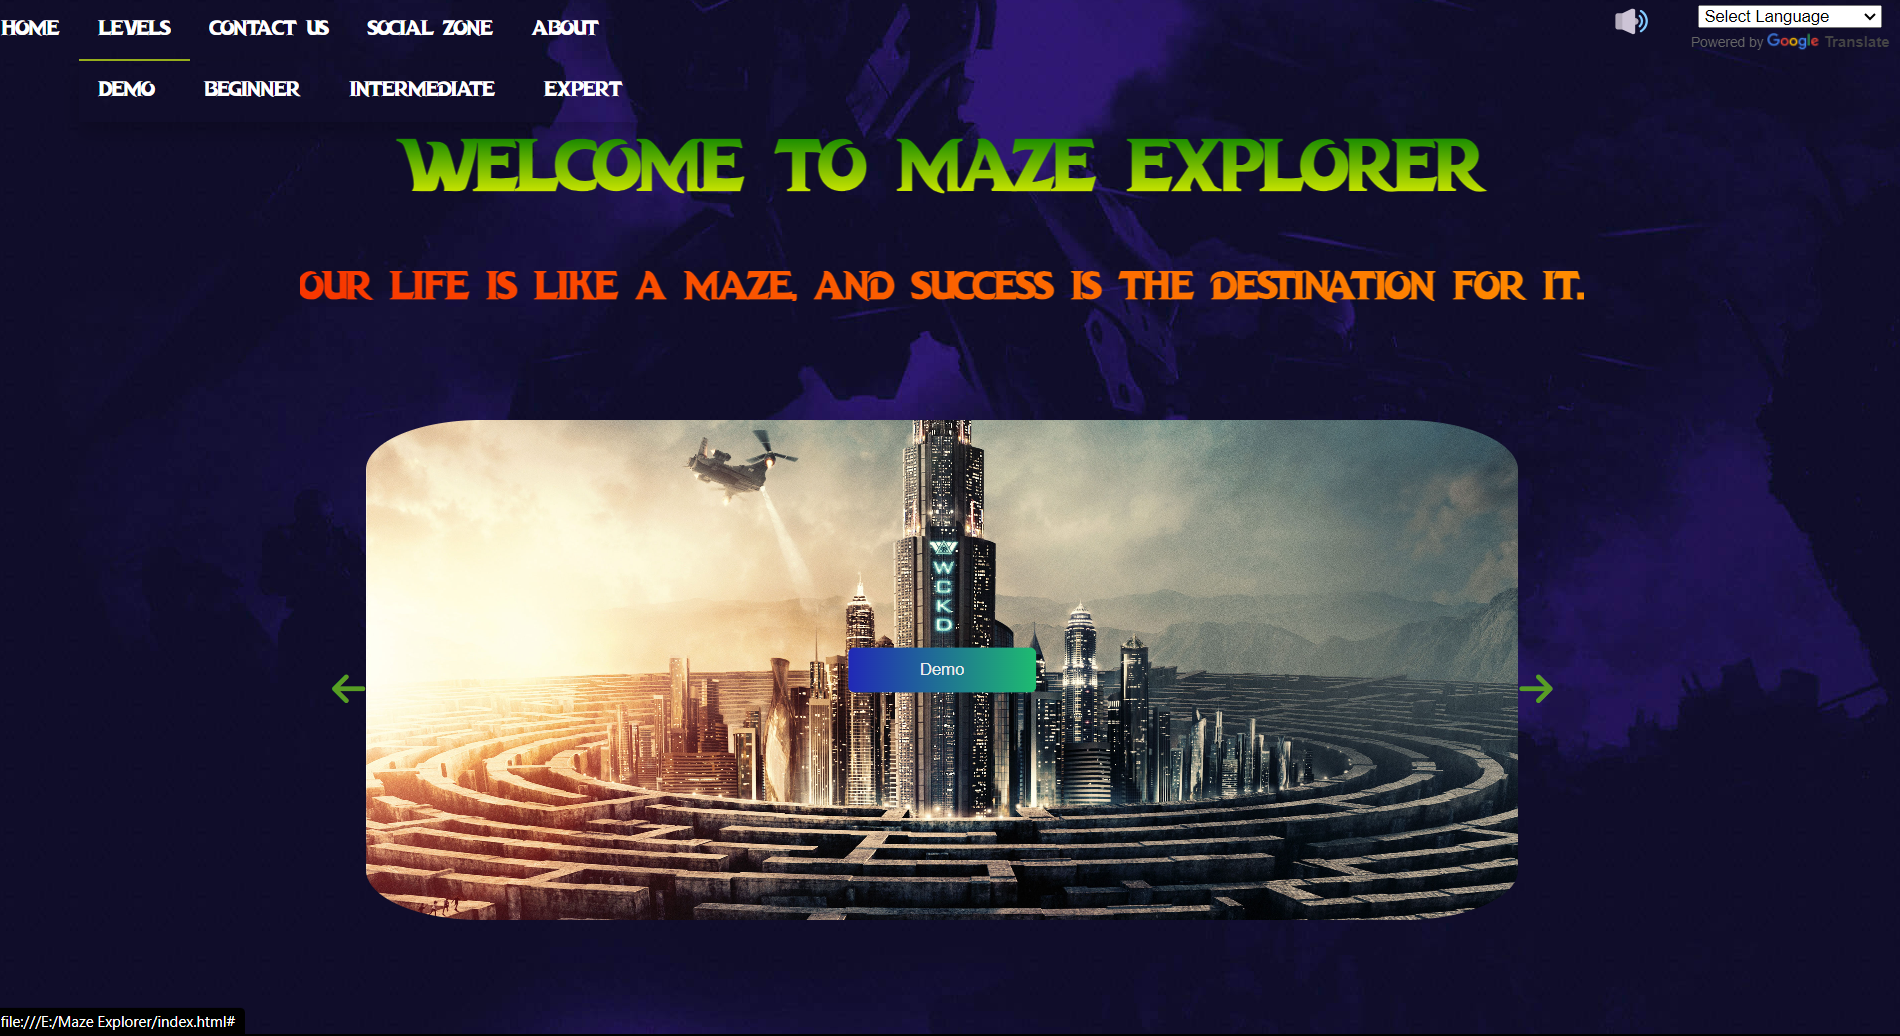 HOME LEVELS CONTACT US SOCIAL ZONE ABOUT
Select Language
Powered by Google Translate
DEMO BEGINNER INTERMEDIATE EXPERT
WELCOME TO MAZE EXPLORER
OUR LIFE IS LIKE A MAZE, AND SUCCESS IS THE DESTINATION FOR IT.
W
C
K
D
Demo
file:///E:/Maze Explorer/index.html#